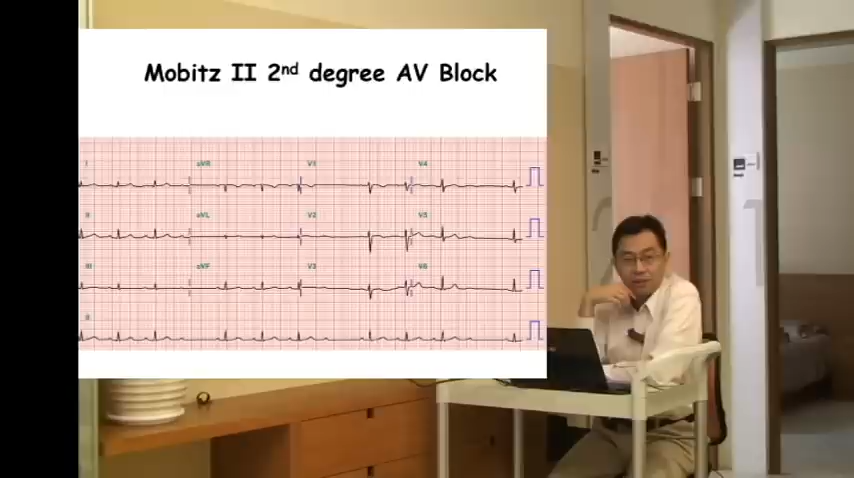 Mobitz II 2nd degree AV Block
I aVR V1 V4
II aVL V2 V5
III aVF V3 V6
II